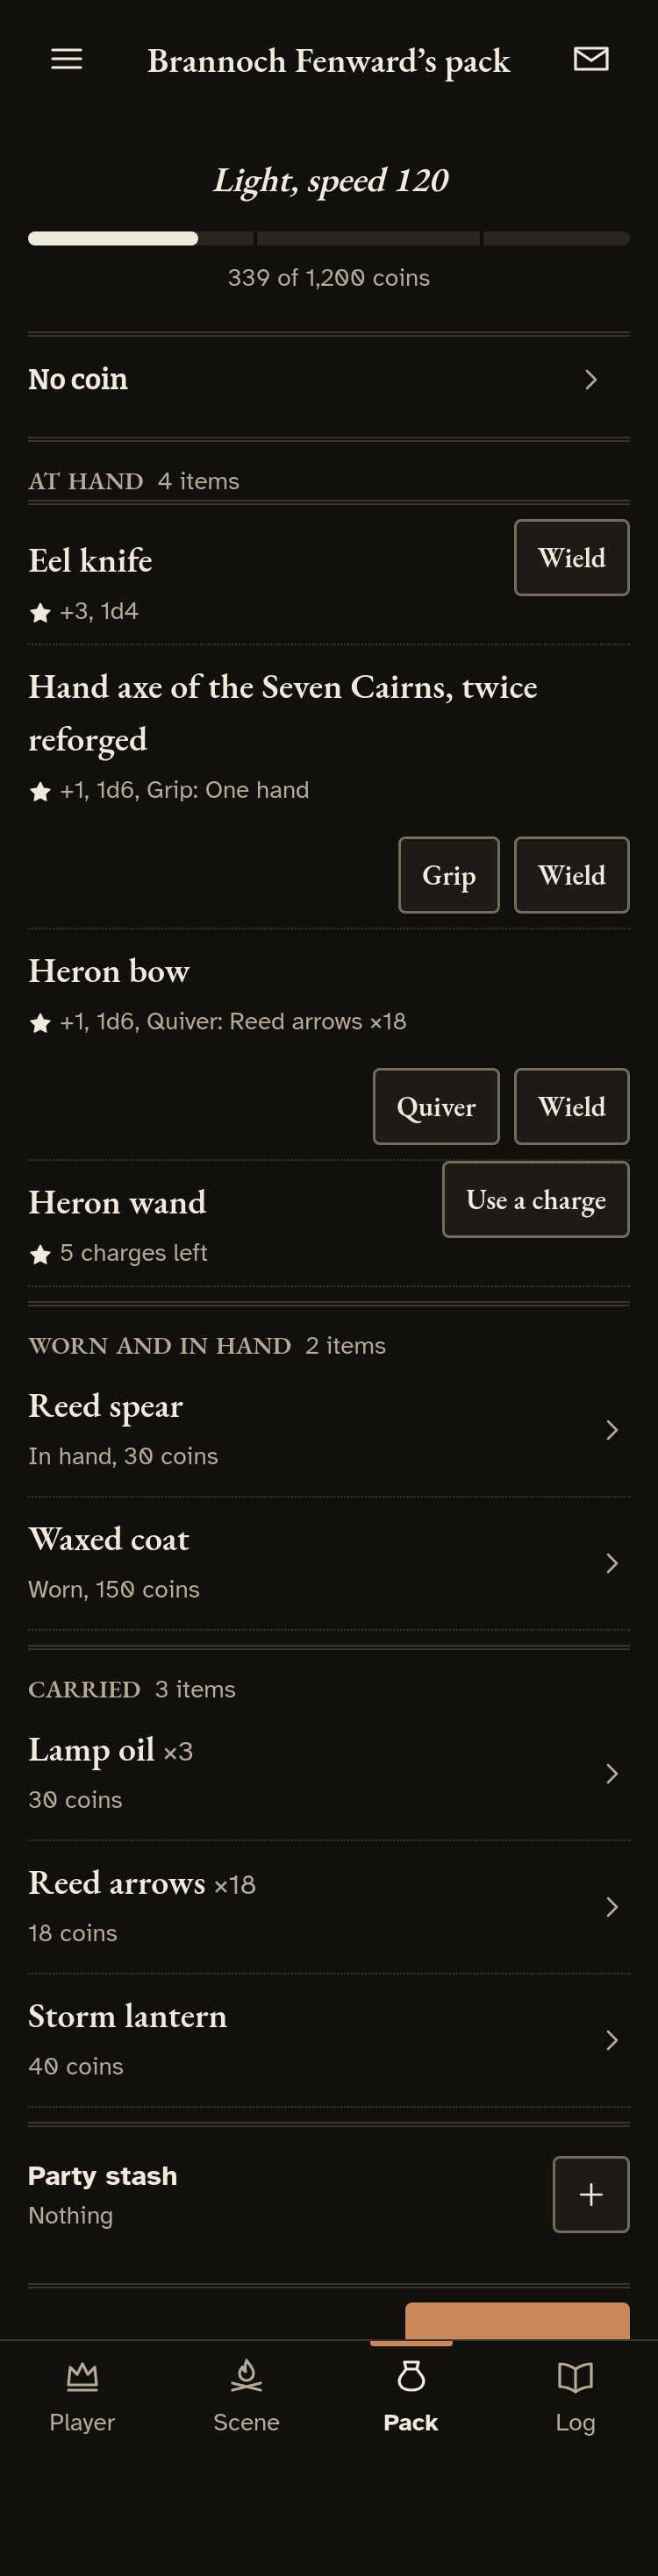 Brannoch Fenward’s pack
Light, speed 120
339 of 1,200 coins
No coin
AT HAND 4 items
Eel knife
Wield
+3, 1d4
Hand axe of the Seven Cairns, twice
reforged
+1, 1d6, Grip: One hand
Grip Wield
Heron bow
+1, 1d6, Quiver: Reed arrows ×18
Quiver Wield
Heron wand
Use a charge
5 charges left
WORN AND IN HAND 2 items
Reed spear
In hand, 30 coins
Waxed coat
Worn, 150 coins
CARRIED 3 items
Lamp oil ×3
30 coins
Reed arrows ×18
18 coins
Storm lantern
40 coins
Party stash
Nothing
Player Scene Pack Log